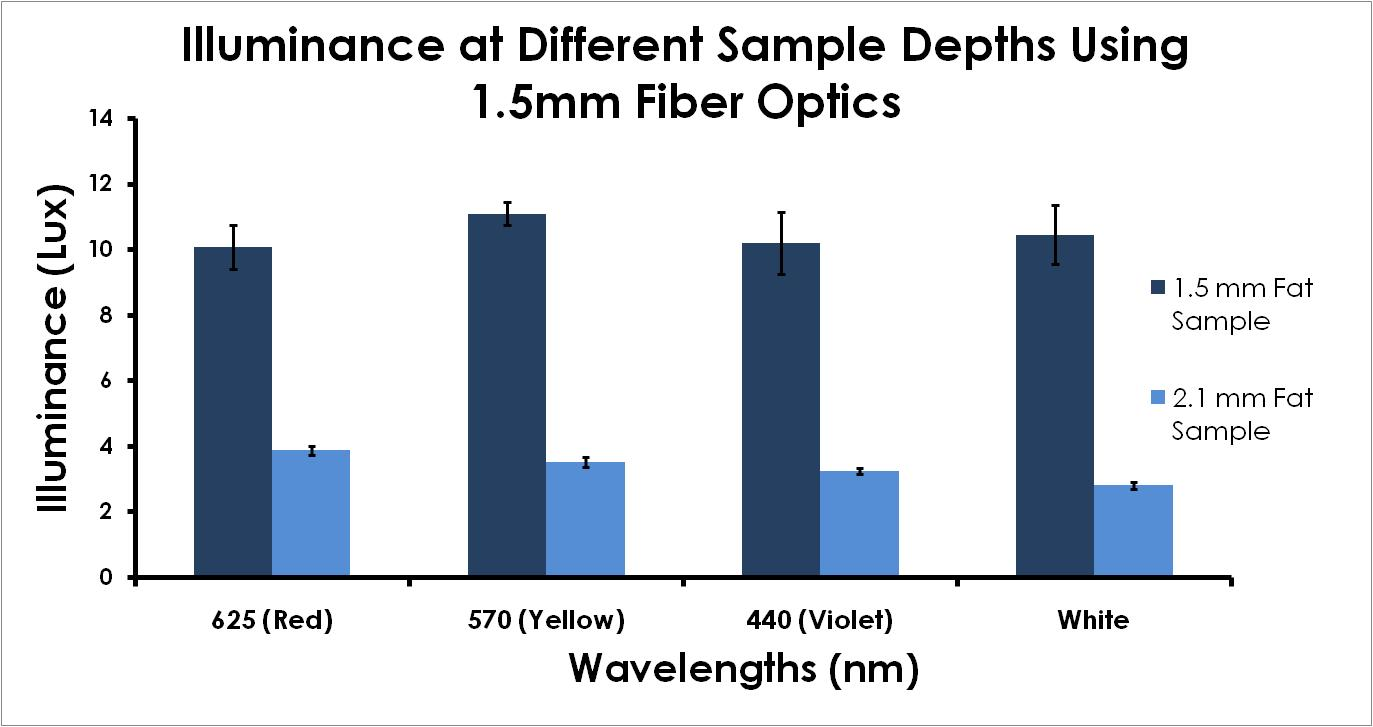 Illuminance at Different Sample Depths Using
1.5mm Fiber Optics
14
12
10
8
6
4
2
0
Illuminance (Lux)
625 (Red)
570 (Yellow)
440 (Violet)
White
Wavelengths (nm)
1.5 mm Fat
Sample
2.1 mm Fat
Sample